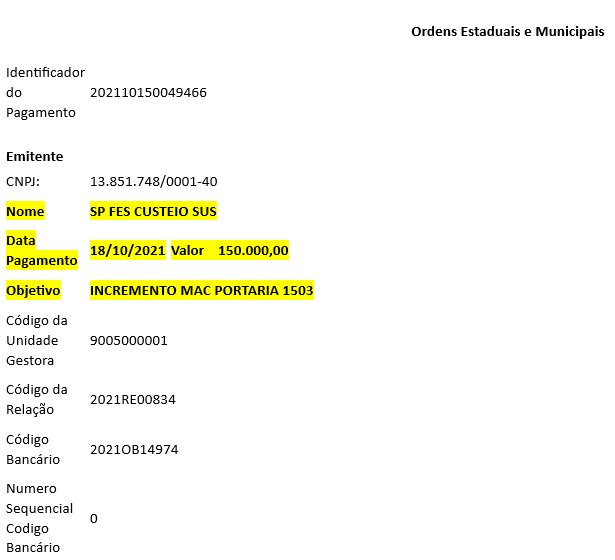 Ordens Estaduais e Municipais
Identificador
do
Pagamento
202110150049466
Emitente
CNPJ: 13.851.748/0001-40
Nome SP FES CUSTEIO SUS
Data
Pagamento
18/10/2021 Valor 150.000,00
Objetivo INCREMENTO MAC PORTARIA 1503
Código da
Unidade
Gestora
9005000001
Código da
Relação
2021RE00834
Código
Bancário
2021OB14974
Numero
Sequencial
Codigo
Bancário
0